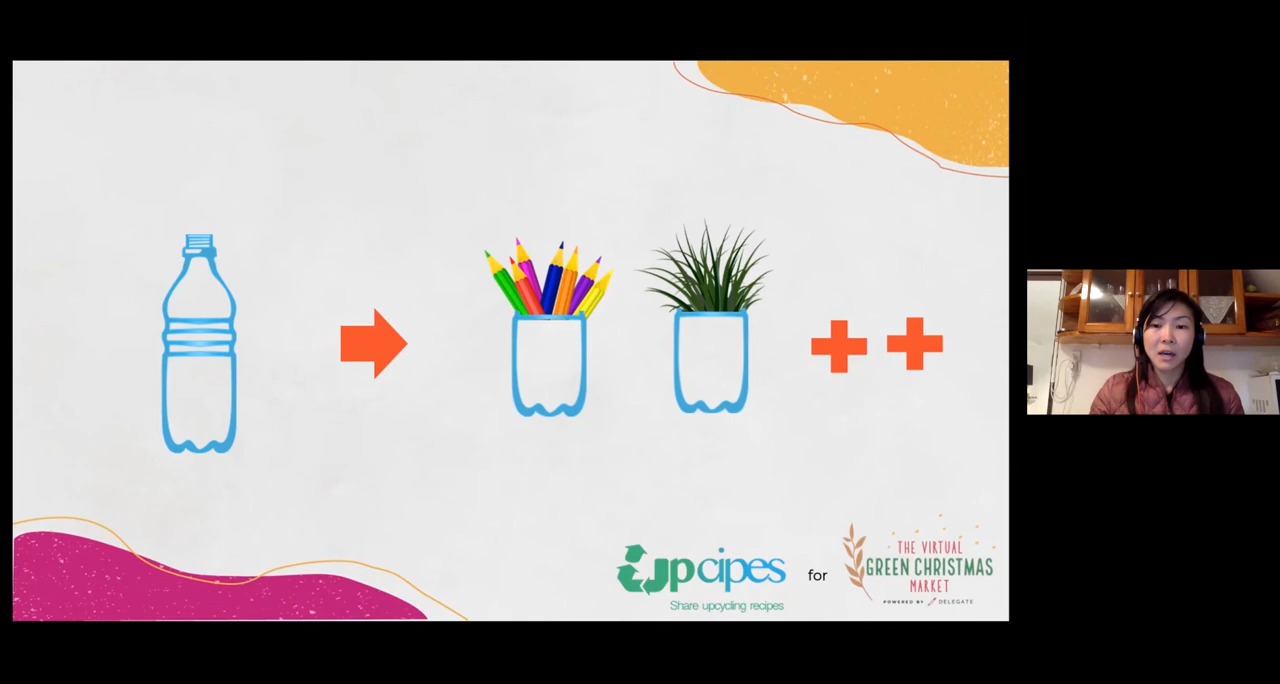 upcipes
Share upcycling recipes
for
THE VIRTUAL
GREEN CHRISTMAS
MARKET
POWERED BY DELEGATE